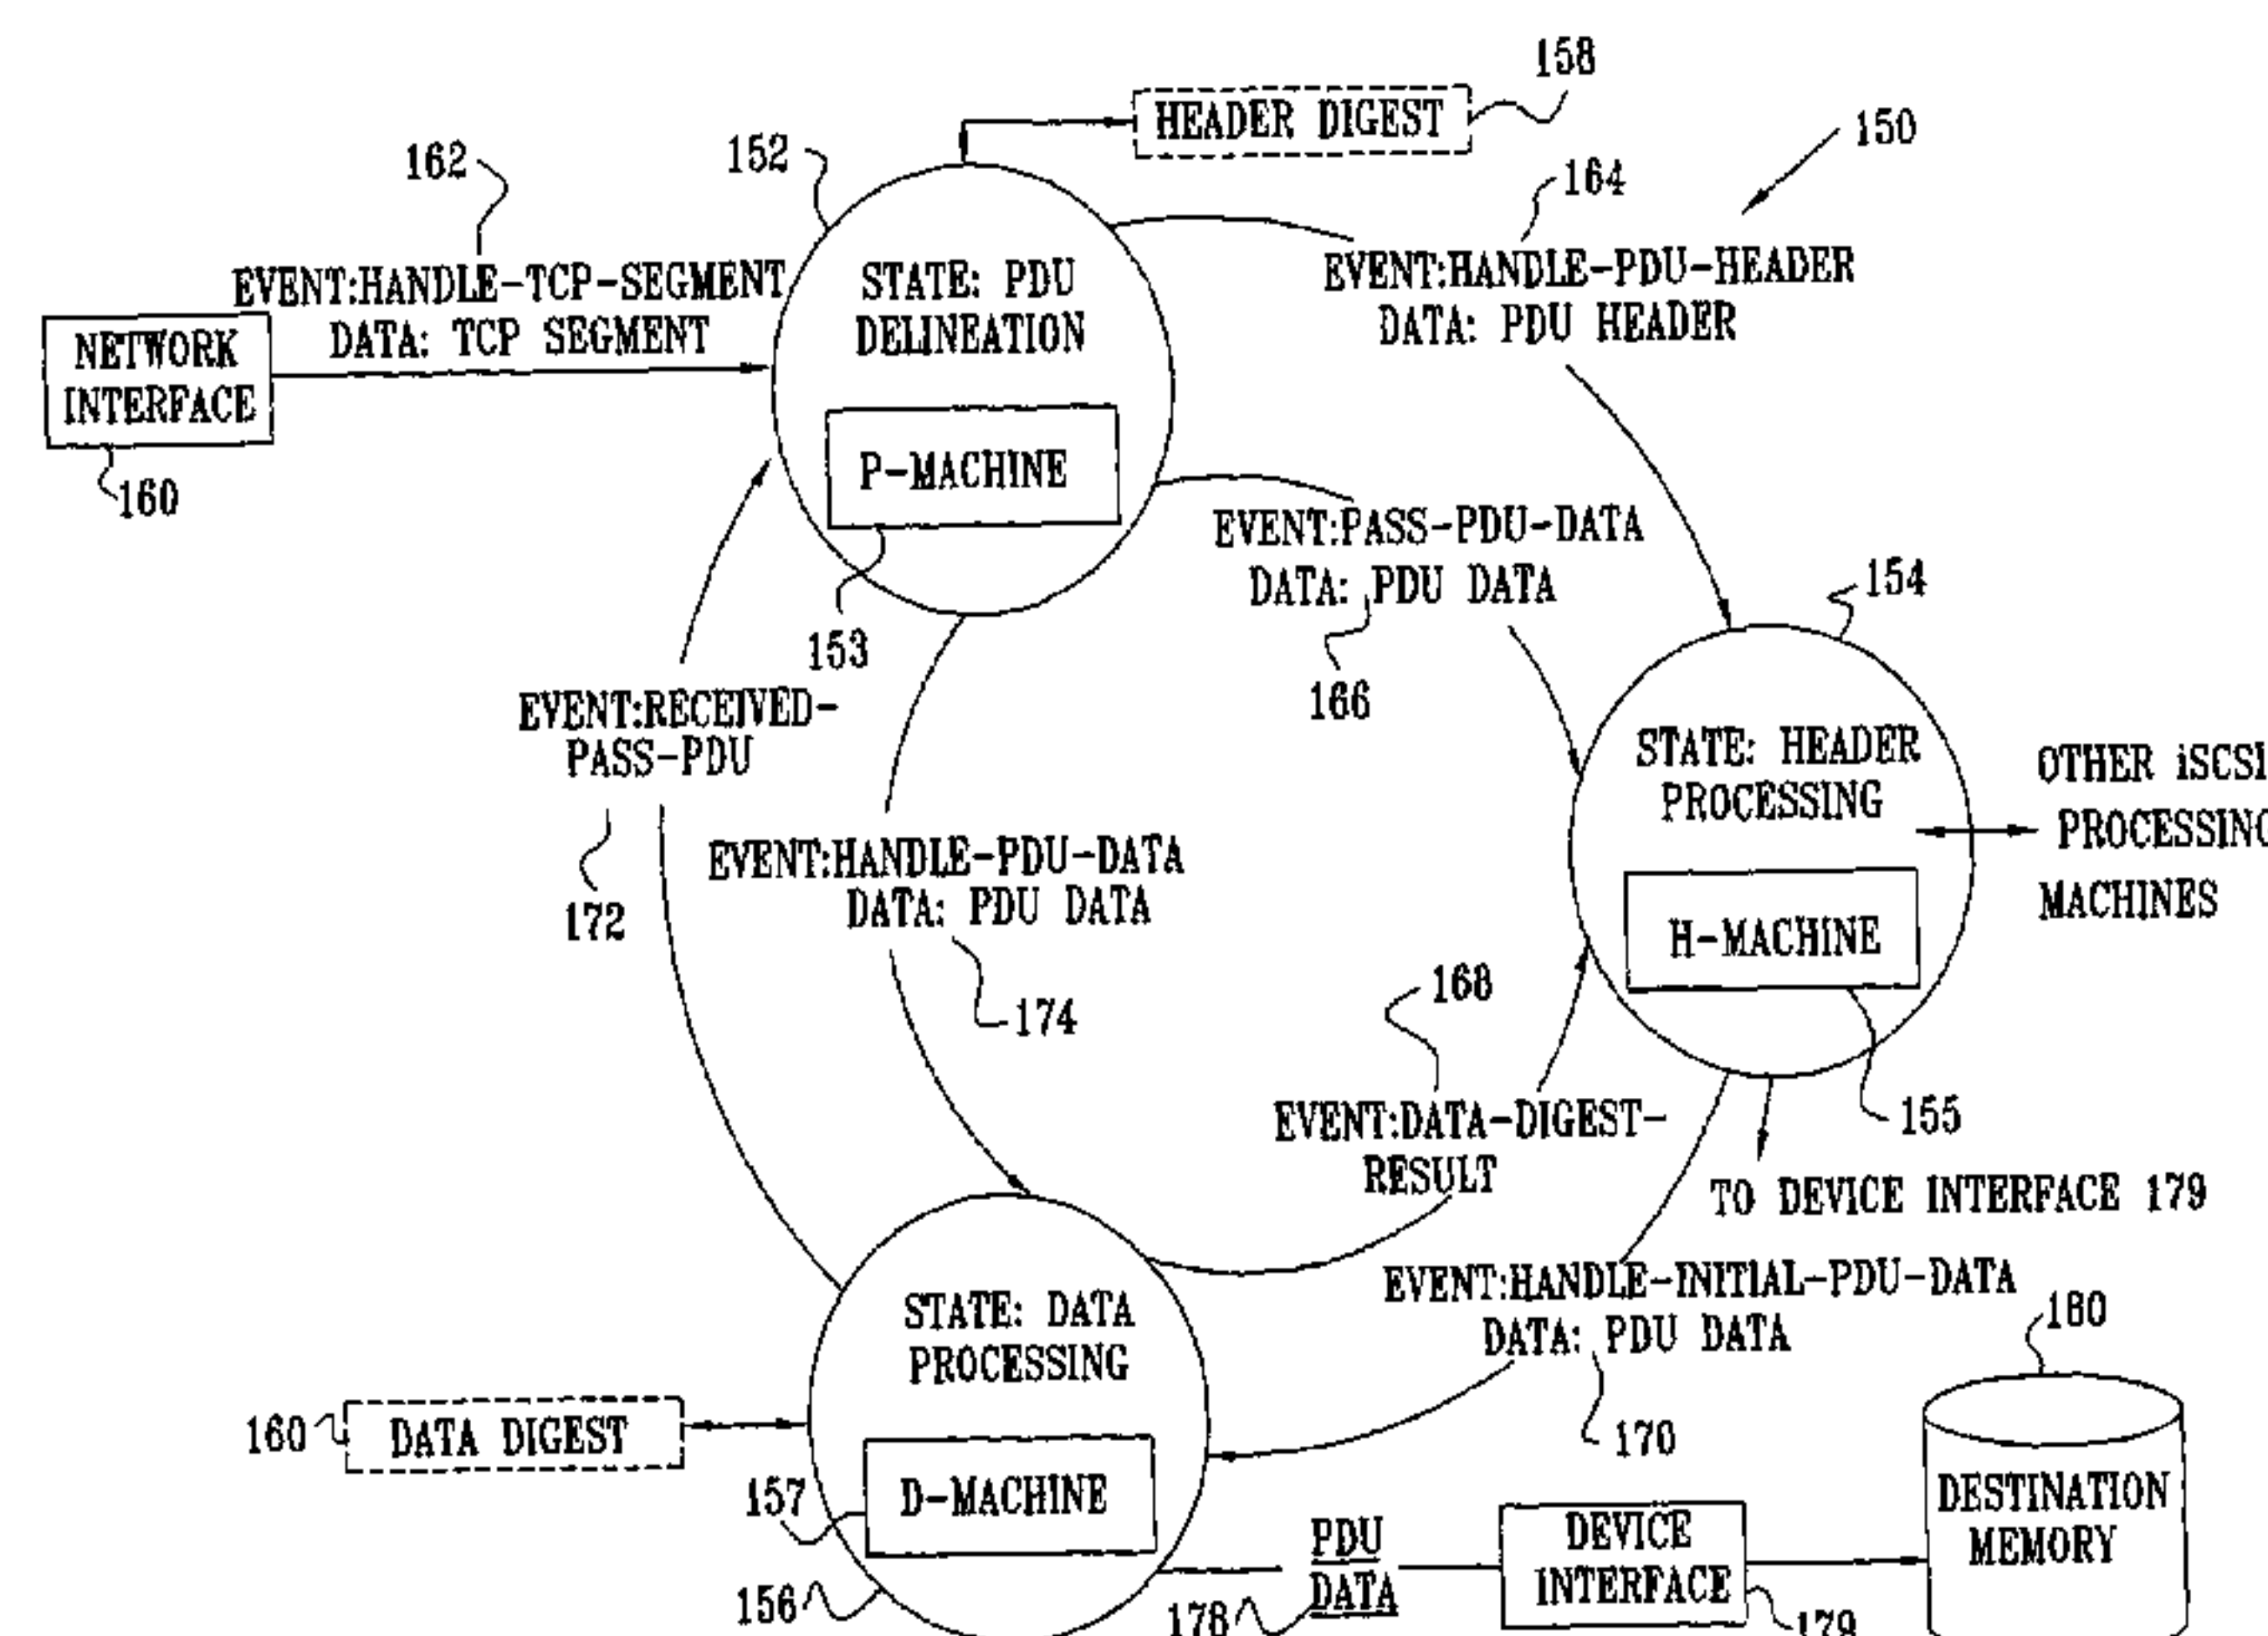 158
HEADER DIGEST
150
162
152
164
EVENT:HANDLE-TCP-SEGMENT
DATA: TCP SEGMENT
STATE: PDU
DELINEATION
EVENT:HANDLE-PDU-HEADER
DATA: PDU HEADER
NETWORK
INTERFACE
160
P-MACHINE
153
EVENT:PASS-PDU-DATA
DATA: PDU DATA
166
154
EVENT:RECEIVED-
PASS-PDU
172
STATE: HEADER
PROCESSING
OTHER iSCSI
PROCESSING
MACHINES
EVENT:HANDLE-PDU-DATA
DATA: PDU DATA
174
H-MACHINE
155
168
EVENT:DATA-DIGEST-
RESULT
TO DEVICE INTERFACE 179
EVENT:HANDLE-INITIAL-PDU-DATA
DATA: PDU DATA
170
180
STATE: DATA
PROCESSING
160
DATA DIGEST
157
D-MACHINE
156
PDU
DATA
178
DEVICE
INTERFACE
179
DESTINATION
MEMORY